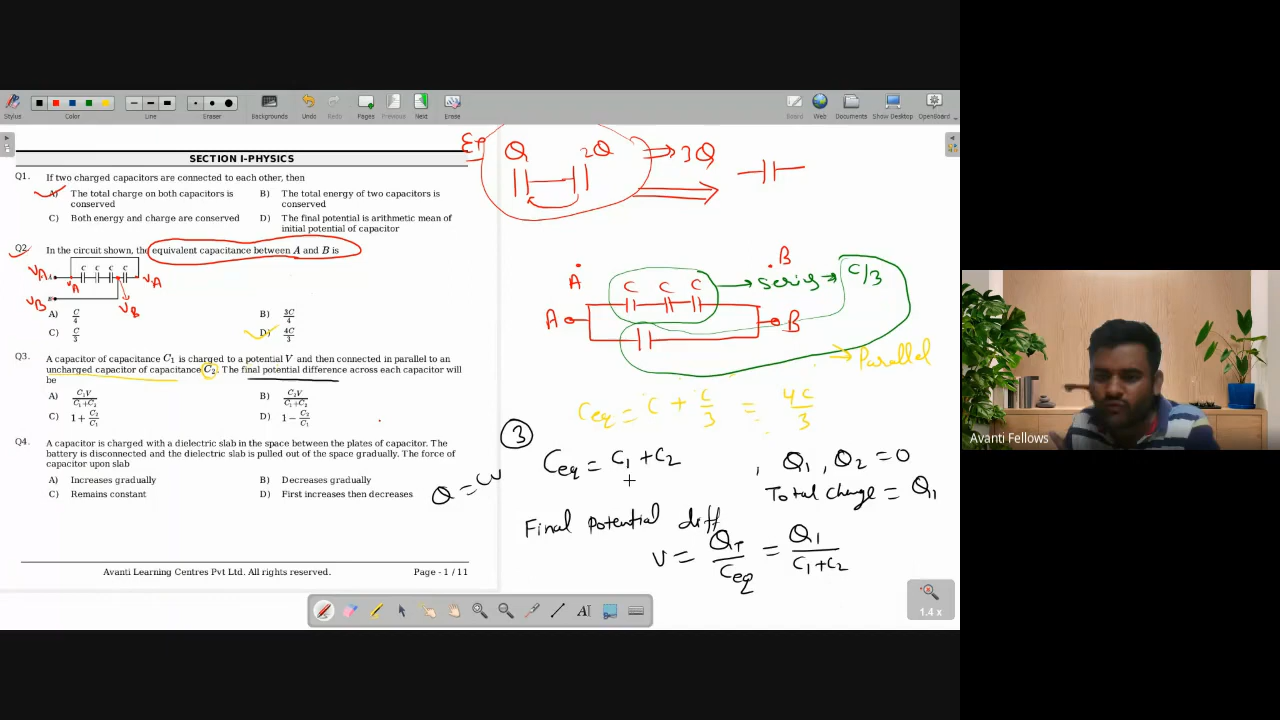 Stylus
Color
Line
Eraser
Backgrounds
Undo
Redo
Pages
Previous
Next
Erase
Board
Web
Documents
Show Desktop
OpenBoard
SECTION I-PHYSICS
Q1. If two charged capacitors are connected to each other, then
A) The total charge on both capacitors is conserved
B) The total energy of two capacitors is conserved
C) Both energy and charge are conserved
D) The final potential is arithmetic mean of initial potential of capacitor
Q2. In the circuit shown, the equivalent capacitance between A and B is
V_A A V_A C C C C V_A
V_B B V_B
A) C/4
B) 3C/4
C) C/3
D) 4C/3
Q3. A capacitor of capacitance C₁ is charged to a potential V and then connected in parallel to an
uncharged capacitor of capacitance C₂. The final potential difference across each capacitor will
be
A) C₁V/(C₁+C₂)
B) C₂V/(C₁+C₂)
C) 1 + C₂/C₁
D) 1 − C₂/C₁
Q4. A capacitor is charged with a dielectric slab in the space between the plates of capacitor. The
battery is disconnected and the dielectric slab is pulled out of the space gradually. The force of
capacitor upon slab
A) Increases gradually
B) Decreases gradually
C) Remains constant
D) First increases then decreases
Avanti Learning Centres Pvt Ltd. All rights reserved.
Page - 1 / 11
Q 2Q ⇒ 3Q
A B
C C C → series → C/3
A B
→ Parallel
Ceq = C + C/3 = 4C/3
3
Ceq = C₁ + C₂ , Q₁, Q₂ = 0
Total charge = Q₁
Q = CV
Final Potential diff
V = Q_T/Ceq = Q₁/(C₁+C₂)
1.4 x
Avanti Fellows